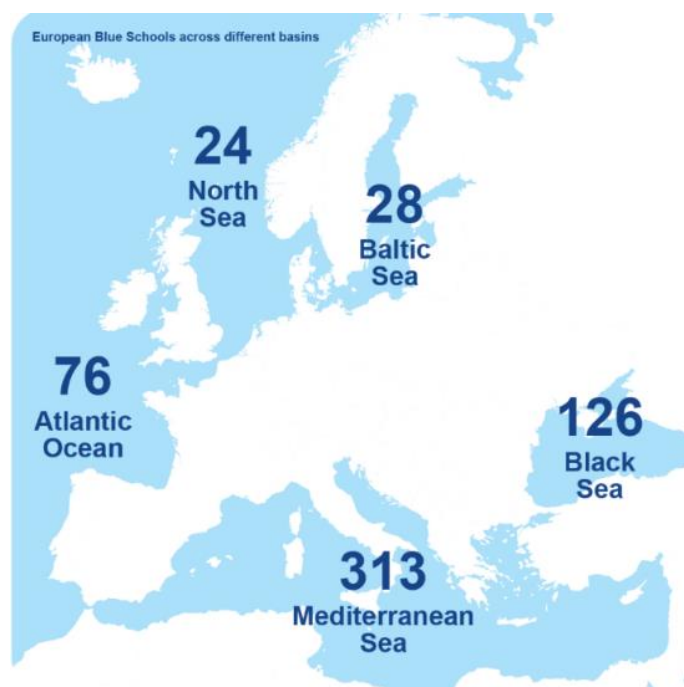 European Blue Schools across different basins
24
North
Sea
28
Baltic
Sea
76
Atlantic
Ocean
126
Black
Sea
313
Mediterranean
Sea